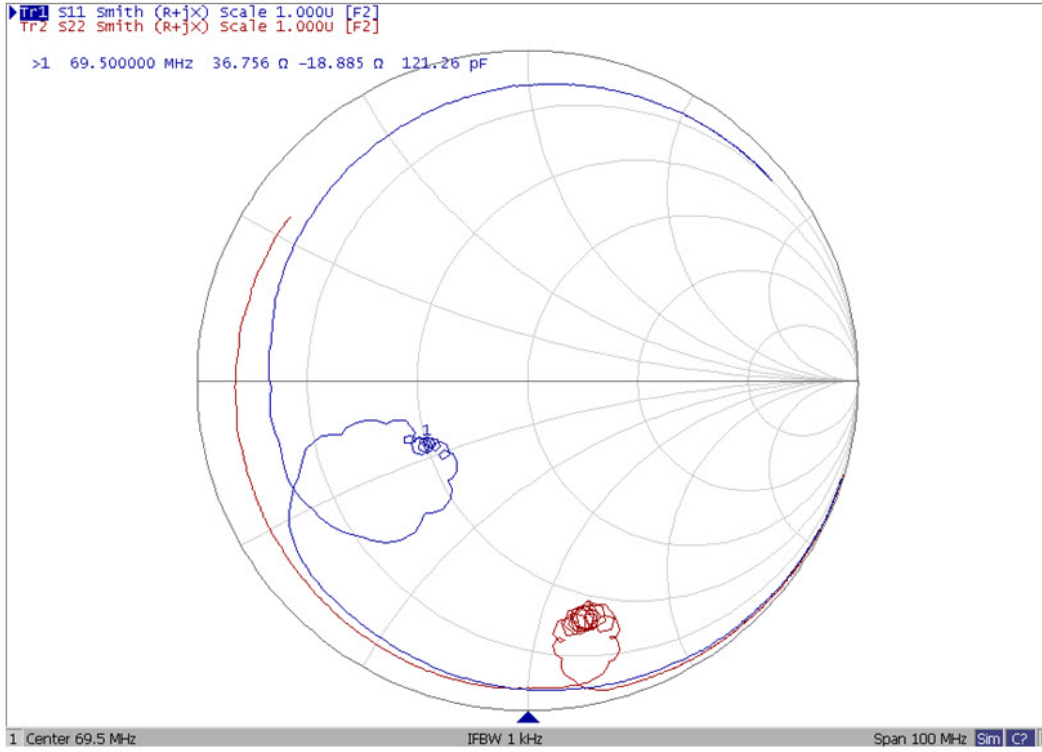 Tr1 S11 Smith (R+jX) Scale 1.000U [F2]
Tr2 S22 Smith (R+jX) Scale 1.000U [F2]
>1 69.500000 MHz 36.756 Ω -18.885 Ω 121.26 pF
1
1 Center 69.5 MHz IFBW 1 kHz Span 100 MHz Sim C?